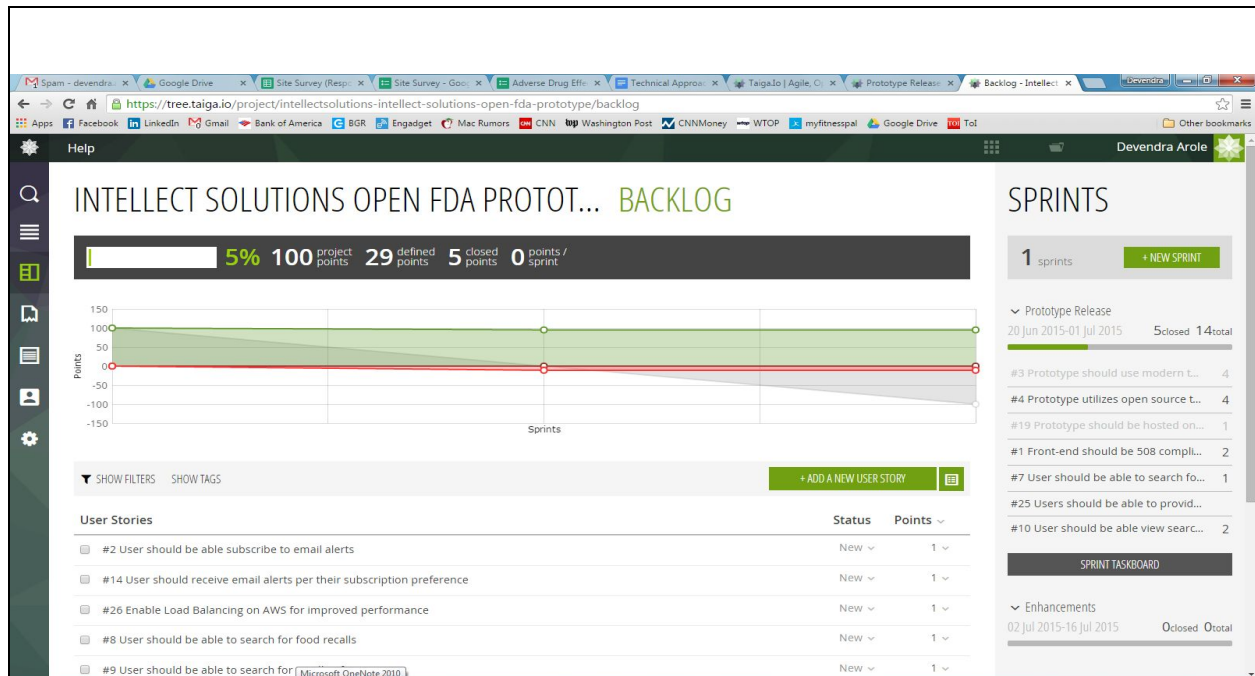 Spam - devendra. Google Drive Site Survey (Respo Site Survey - Goo Adverse Drug Effe Technical Approa Taiga.Io | Agile, O Prototype Release Backlog - Intellect Devendra
https://tree.taiga.io/project/intellectsolutions-intellect-solutions-open-fda-prototype/backlog
Apps Facebook LinkedIn Gmail Bank of America BGR Engadget Mac Rumors CNN Washington Post CNNMoney WTOP myfitnesspal Google Drive ToI Other bookmarks
Help Devendra Arole
INTELLECT SOLUTIONS OPEN FDA PROTOT... BACKLOG
5% 100 project points 29 defined points 5 closed points 0 points / sprint
150
100
50
0
-50
-100
-150
Points
Sprints
SHOW FILTERS SHOW TAGS + ADD A NEW USER STORY
User Stories Status Points
#2 User should be able subscribe to email alerts New 1
#14 User should receive email alerts per their subscription preference New 1
#26 Enable Load Balancing on AWS for improved performance New 1
#8 User should be able to search for food recalls New 1
#9 User should be able to search for New 1
Microsoft OneNote 2010
SPRINTS
1 sprints + NEW SPRINT
Prototype Release
20 Jun 2015-01 Jul 2015 5closed 14total
#3 Prototype should use modern t... 4
#4 Prototype utilizes open source t... 4
#19 Prototype should be hosted on... 1
#1 Front-end should be 508 compli... 2
#7 User should be able to search fo... 1
#25 Users should be able to provid...
#10 User should be able view searc... 2
SPRINT TASKBOARD
Enhancements
02 Jul 2015-16 Jul 2015 0closed 0total